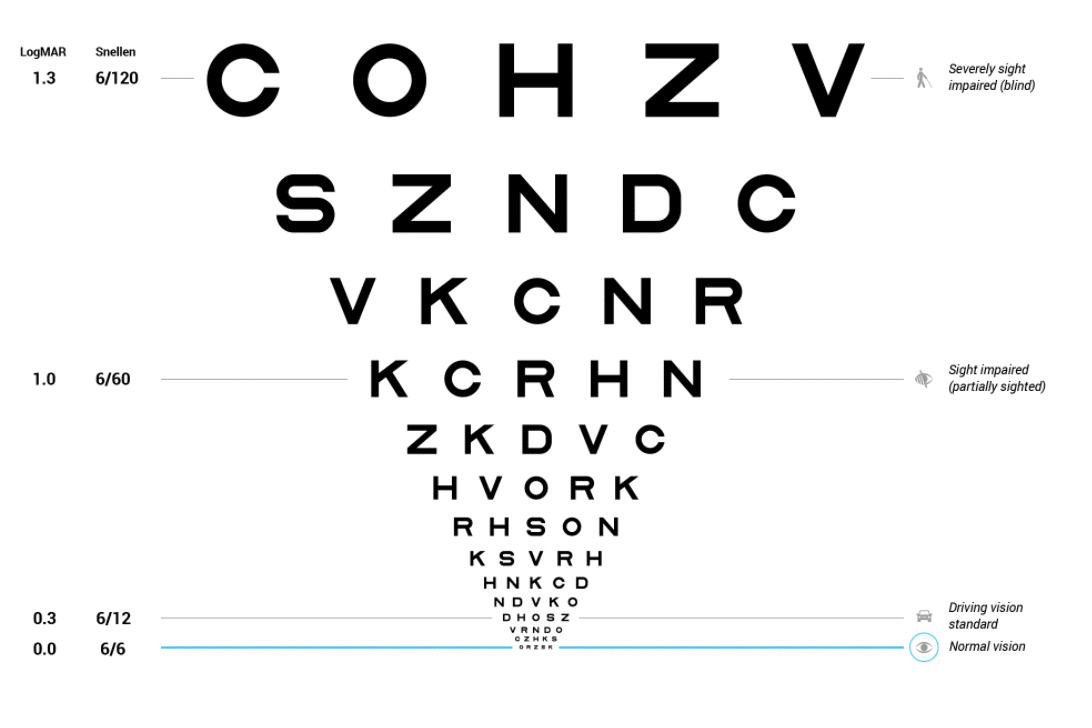 LogMAR Snellen
1.3 6/120 C O H Z V Severely sight
impaired (blind)
S Z N D C
V K C N R
1.0 6/60 K C R H N Sight impaired
(partially sighted)
Z K D V C
H V O R K
R H S O N
K S V R H
H N K C D
N D V K O
0.3 6/12 D H O S Z Driving vision
standard
V R N D O
C Z H K S
0.0 6/6 Normal vision